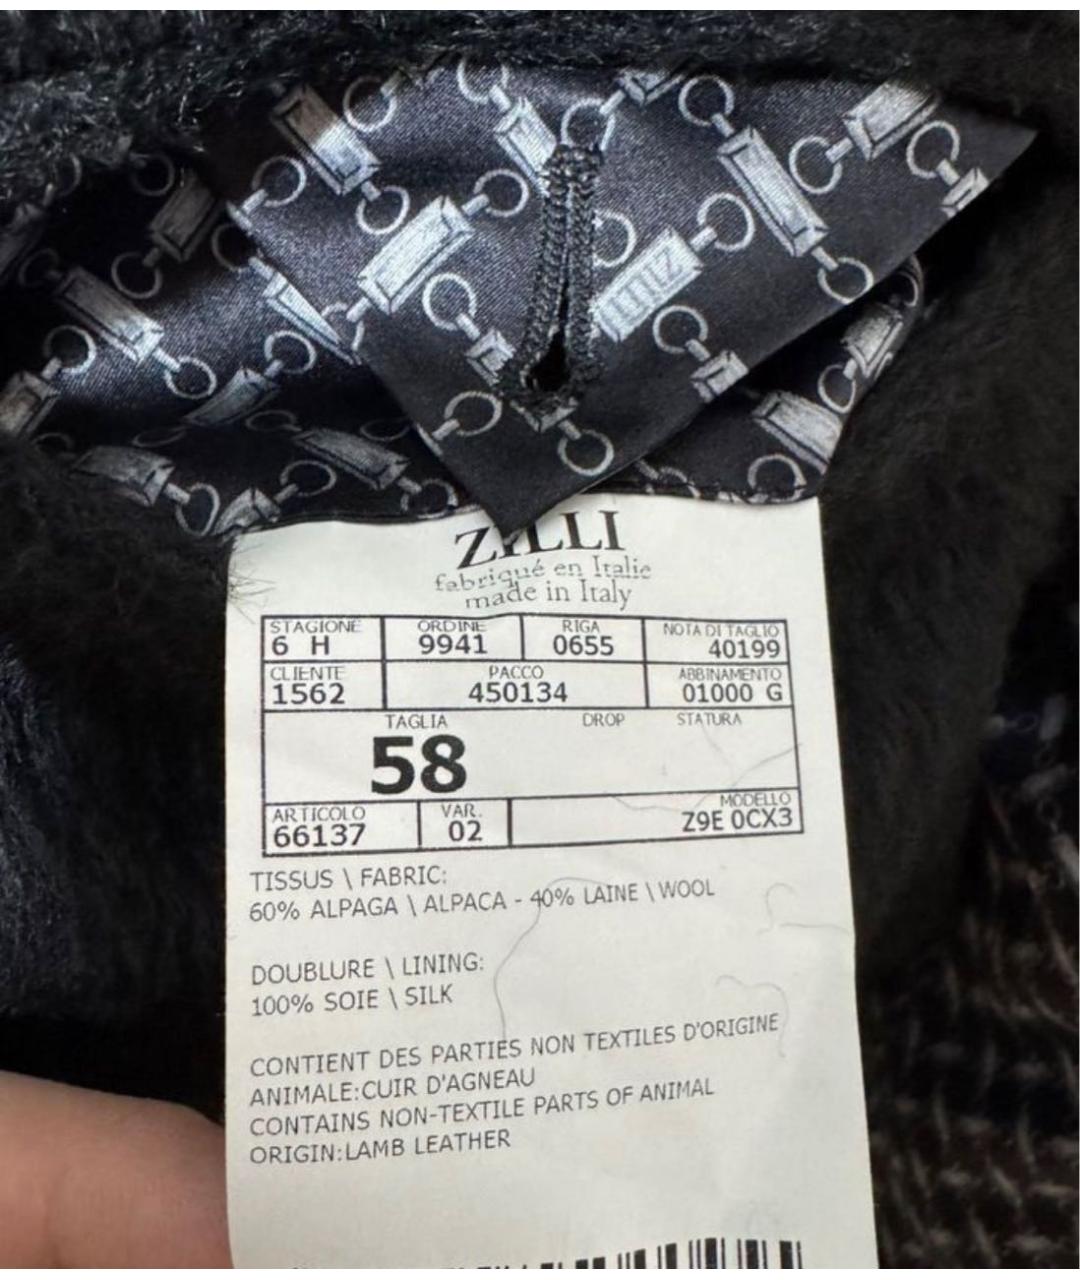 ZILLI
ZILLI
fabriqué en Italie
made in Italy
STAGIONE ORDINE RIGA NOTA DI TAGLIO
6 H 9941 0655 40199
CLIENTE PACCO ABBINAMENTO
1562 450134 01000 G
TAGLIA DROP STATURA
58
ARTICOLO VAR. MODELLO
66137 02 Z9E 0CX3
TISSUS \ FABRIC:
60% ALPAGA \ ALPACA - 40% LAINE \ WOOL
DOUBLURE \ LINING:
100% SOIE \ SILK
CONTIENT DES PARTIES NON TEXTILES D'ORIGINE
ANIMALE:CUIR D'AGNEAU
CONTAINS NON-TEXTILE PARTS OF ANIMAL
ORIGIN:LAMB LEATHER